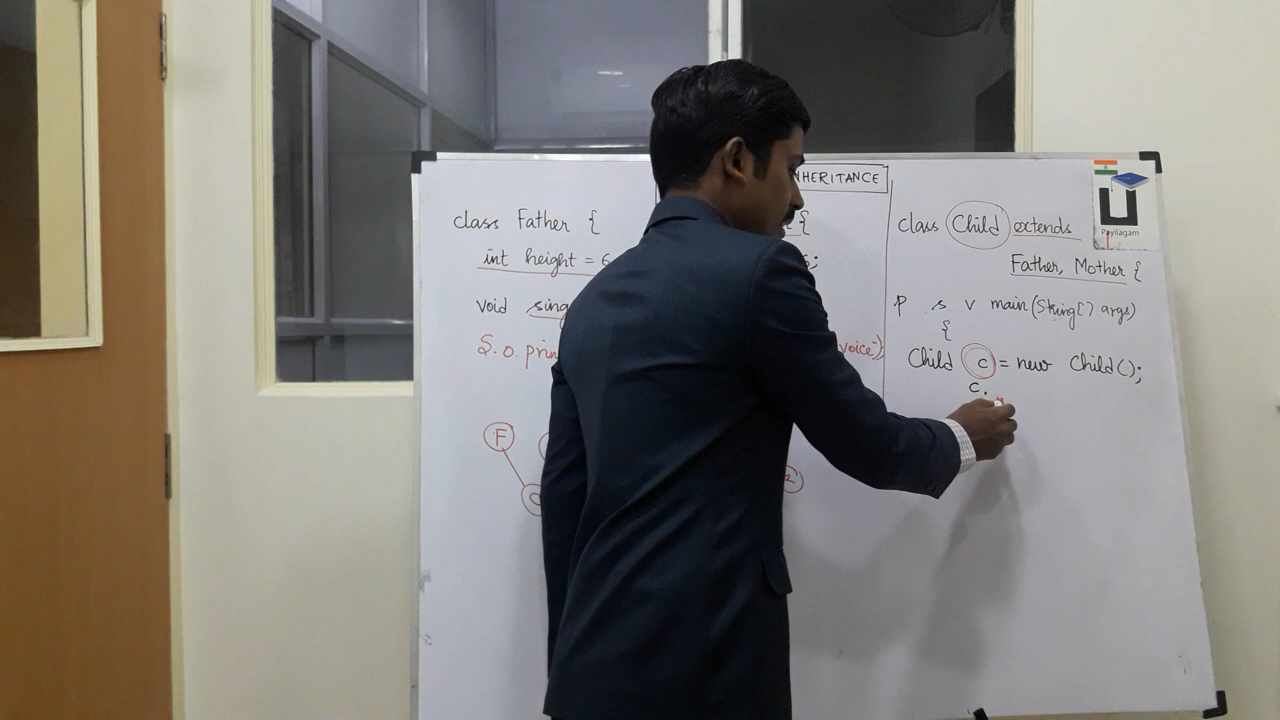 INHERITANCE
class Father {
int height = 6
void sing
S.o.prin
F
{
;
voice");
2
class Child extends
Father, Mother {
P s v main(String[] args)
{
Child c = new Child();
c.
Payilagam